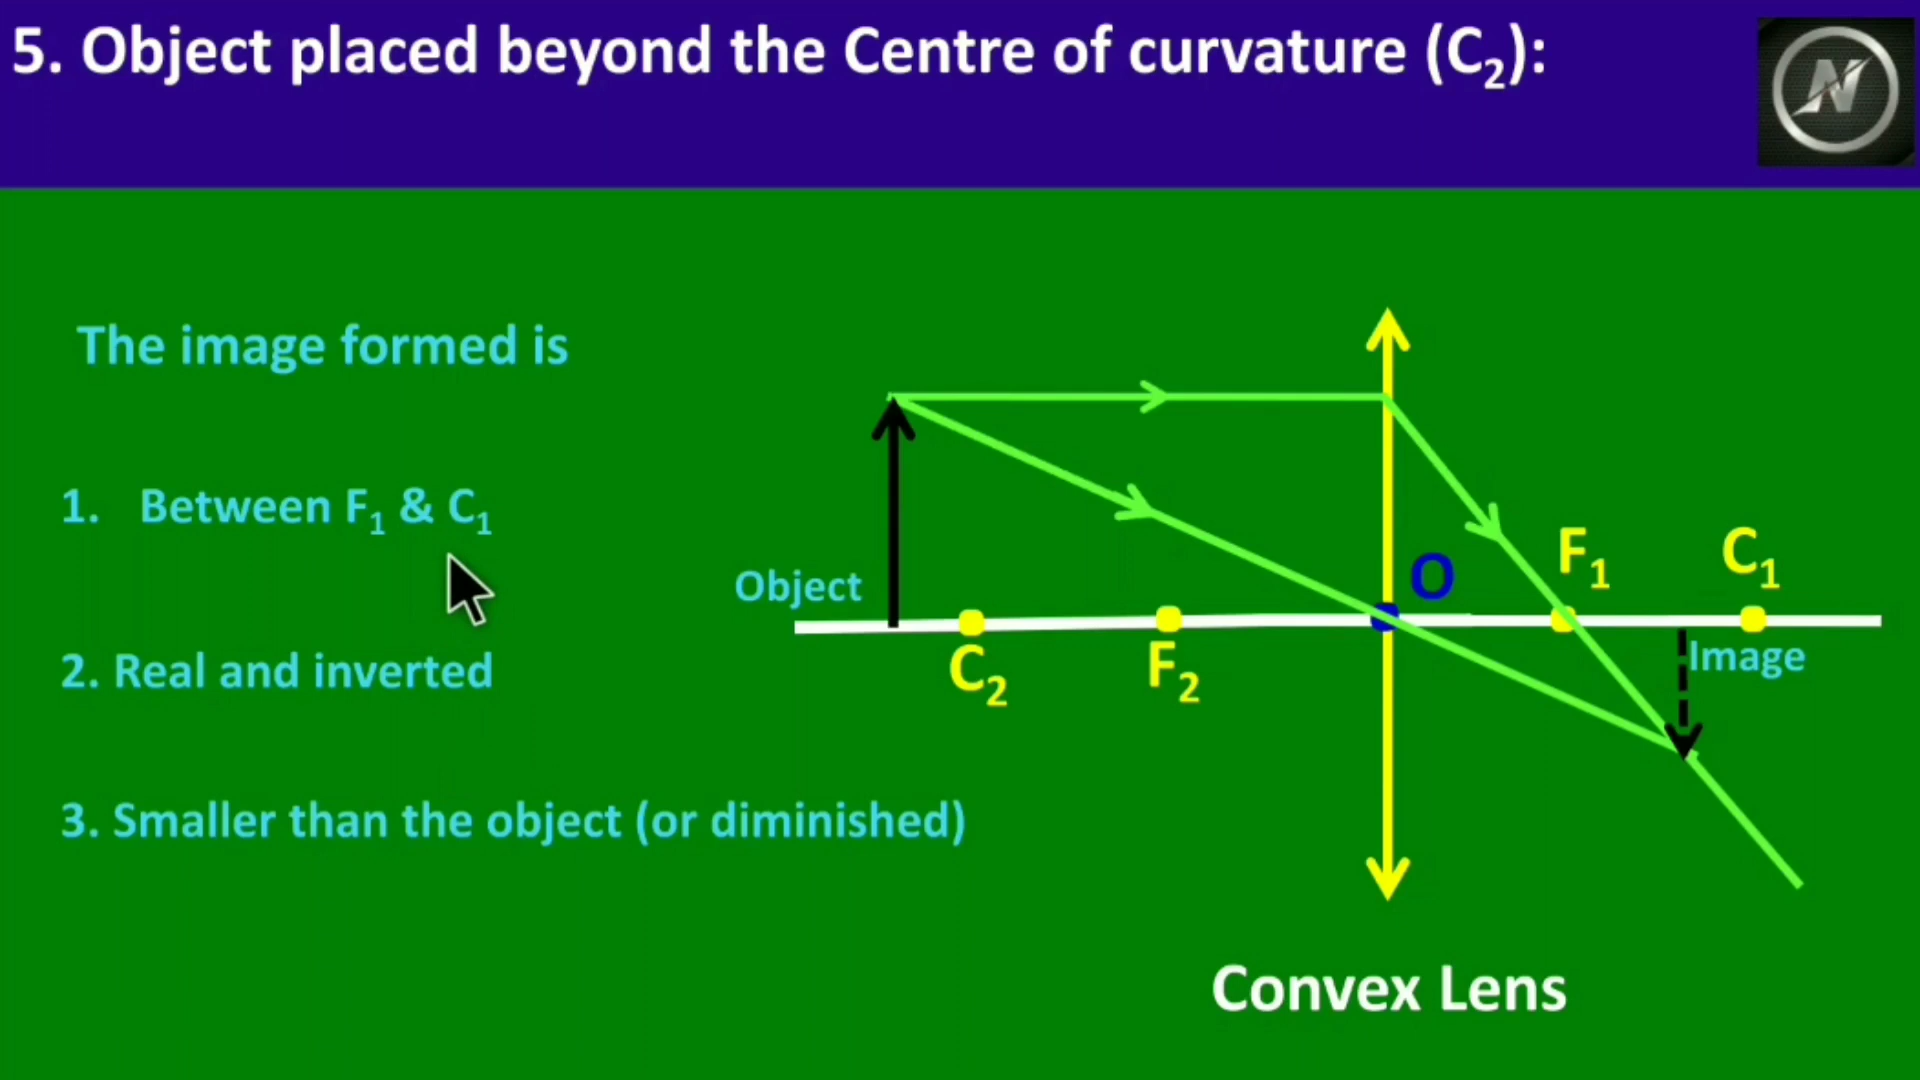 5. Object placed beyond the Centre of curvature (C₂):
N
The image formed is
1. Between F₁ & C₁
2. Real and inverted
3. Smaller than the object (or diminished)
Object
C₂
F₂
O
F₁
C₁
Image
Convex Lens